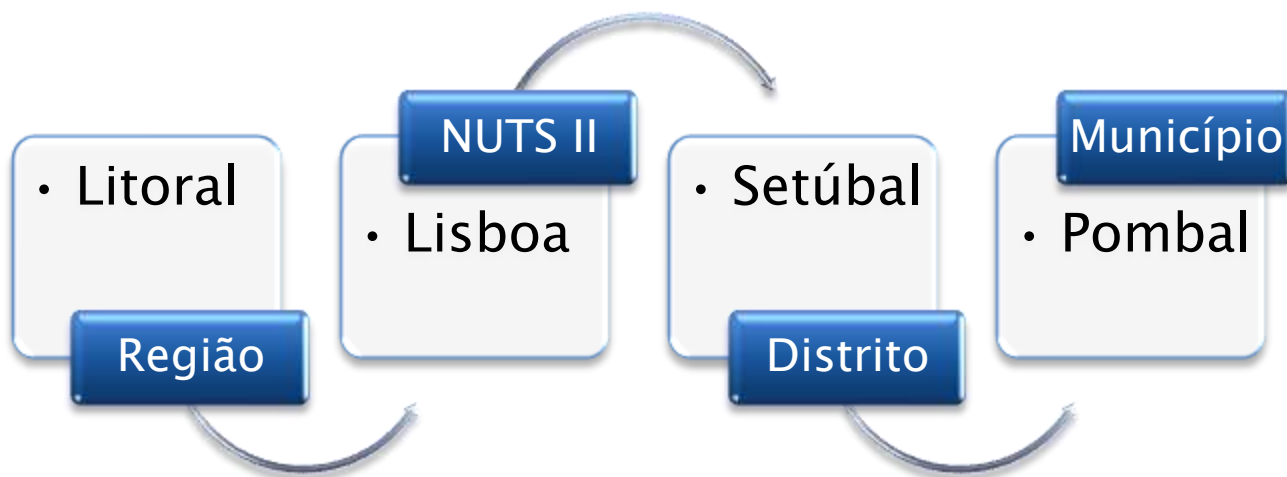 • Litoral
Região
NUTS II
• Lisboa
• Setúbal
Distrito
Município
• Pombal